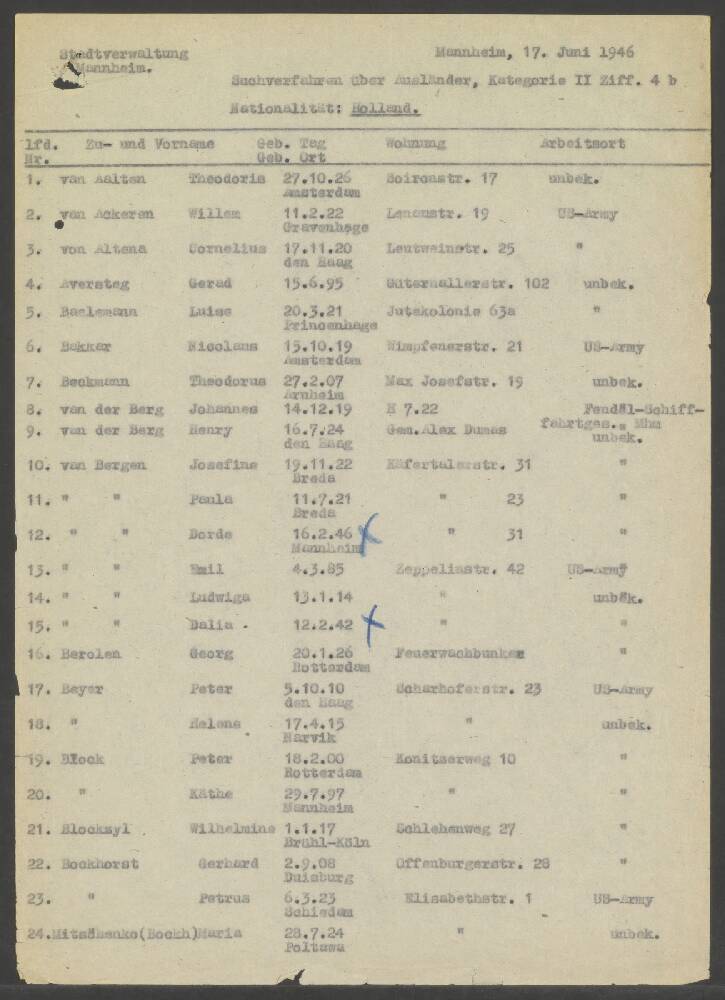 Stadtverwaltung Mannheim, 17. Juni 1946
Mannheim.
Suchverfahren über Ausländer, Kategorie II Ziff. 4 b
Nationalität: Holland.
lfd. Zu- und Vorname Geb. Tag Wohnung Arbeitsort
Nr. Geb. Ort
1. van Aalten Theodoris 27.10.26 Soironstr. 17 unbek.
Amsterdam
2. van Ackeren Willem 11.2.22 Lenaustr. 19 US-Army
Gravenhage
3. von Altena Cornelius 17.11.20 Leutweinstr. 25 "
den Haag
4. Aversteg Gerad 15.6.95 102 unbek.
5. Baelemann Luise 20.3.21 Jutekolonie 63a "
Princenhage
6. Bakkar Nicolaus 15.10.19 Wimpfenerstr. 21 US-Army
Amsterdam
7. Beckmann Theodorus 27.2.07 Max Josefstr. 19 unbek.
Arnheim
8. van der Berg Johannes 14.12.19 H 7.22 Fendel-Schiff-
fahrtges. Mhm
9. van der Berg Henry 16.7.24 Gem.Alex Dumas unbek.
den Haag
10. van Bergen Josefine 19.11.22 Käfertalerstr. 31 "
Breda
11. " " Paula 11.7.21 " 23 "
Breda
12. " " Dorde 16.2.46 " 31 "
Mannheim
13. " " Emil 4.3.85 Zeppelinstr. 42 US-Army
14. " " Ludwiga 13.1.14 " unbek.
15. " " Dalia . 12.2.42 " "
16. Berolen Georg 20.1.26 Feuerwachbunker "
Rotterdam
17. Beyer Peter 5.10.10 Scharhoferstr. 23 US-Army
den Haag
18. " Helene 17.4.15 " unbek.
Narvik
19. Block Peter 18.2.00 Konitzerweg 10 "
Rotterdam
20. " Käthe 29.7.97 " "
Mannheim
21. Blockzyl Wilhelmine 1.1.17 Schlehenweg 27 "
Brühl-Köln
22. Bockhorst Gerhard 2.9.08 Offenburgerstr. 28 "
Duisburg
23. " Petrus 6.3.23 Elisabethstr. 1 US-Army
Schiedam
24.Mitschenko(Bockh)Maria 28.7.24 " unbek.
Poltawa